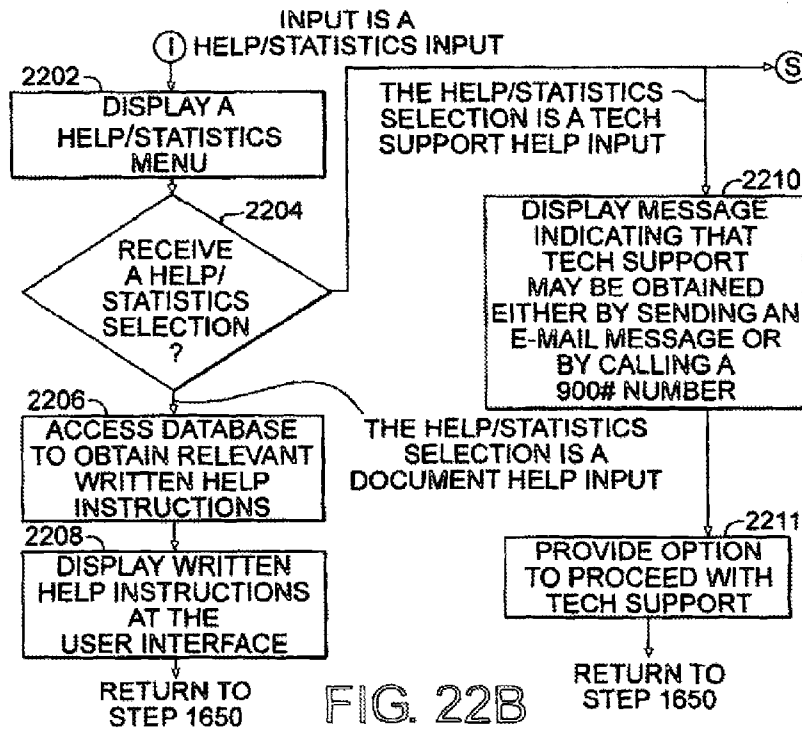 INPUT IS A
HELP/STATISTICS INPUT
I
S
2202
DISPLAY A
HELP/STATISTICS
MENU
THE HELP/STATISTICS
SELECTION IS A TECH
SUPPORT HELP INPUT
2204
RECEIVE
A HELP/
STATISTICS
SELECTION
?
2210
DISPLAY MESSAGE
INDICATING THAT
TECH SUPPORT
MAY BE OBTAINED
EITHER BY SENDING AN
E-MAIL MESSAGE OR
BY CALLING A
900# NUMBER
2206
ACCESS DATABASE
TO OBTAIN RELEVANT
WRITTEN HELP
INSTRUCTIONS
THE HELP/STATISTICS
SELECTION IS A
DOCUMENT HELP INPUT
2208
DISPLAY WRITTEN
HELP INSTRUCTIONS
AT THE
USER INTERFACE
2211
PROVIDE OPTION
TO PROCEED WITH
TECH SUPPORT
RETURN TO
STEP 1650
RETURN TO
STEP 1650
FIG. 22B